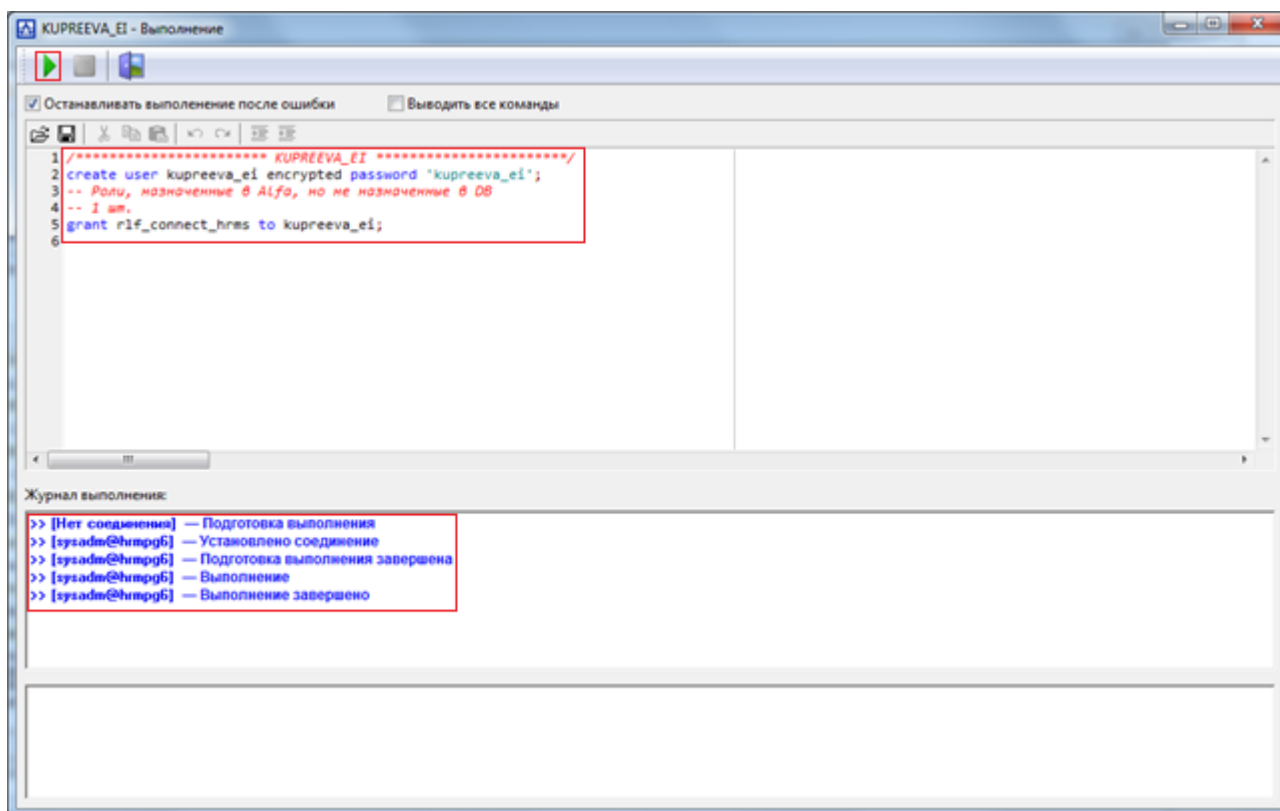 KUPREEVA_EI - Выполнение
Останавливать выполенение после ошибки Выводить все команды
1 /*********************** KUPREEVA_EI ***********************/
2 create user kupreeva_ei encrypted password 'kupreeva_ei';
3 -- Роли, назначенные в Alfa, но не назначенные в DB
4 -- 1 шт.
5 grant rlf_connect_hrms to kupreeva_ei;
6
Журнал выполнения:
>> [Нет соединения] — Подготовка выполнения
>> [sysadm@hrmpg6] — Установлено соединение
>> [sysadm@hrmpg6] — Подготовка выполнения завершена
>> [sysadm@hrmpg6] — Выполнение
>> [sysadm@hrmpg6] — Выполнение завершено